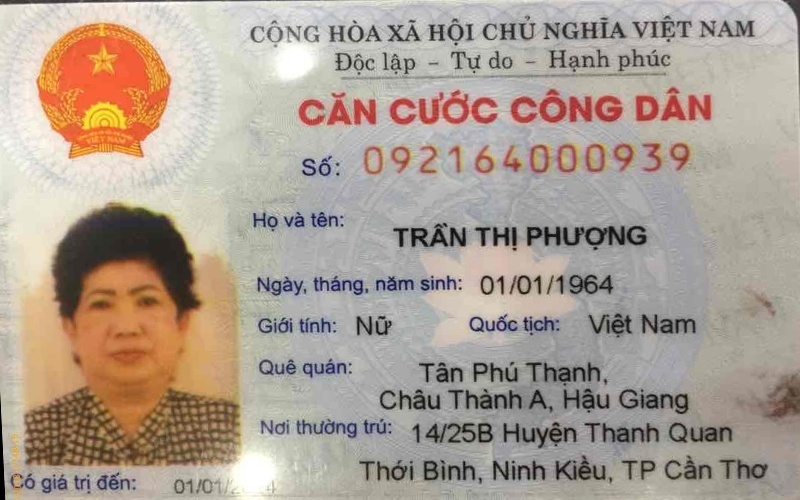 CỘNG HÒA XÃ HỘI CHỦ NGHĨA VIỆT NAM
Độc lập - Tự do - Hạnh phúc
CĂN CƯỚC CÔNG DÂN
Số: 092164000939
Họ và tên: TRẦN THỊ PHƯỢNG
Ngày, tháng, năm sinh: 01/01/1964
Giới tính: Nữ Quốc tịch: Việt Nam
Quê quán: Tân Phú Thạnh,
Châu Thành A, Hậu Giang
Nơi thường trú: 14/25B Huyện Thanh Quan
Thới Bình, Ninh Kiều, TP Cần Thơ
Có giá trị đến: 01/01/
VIỆT NAM